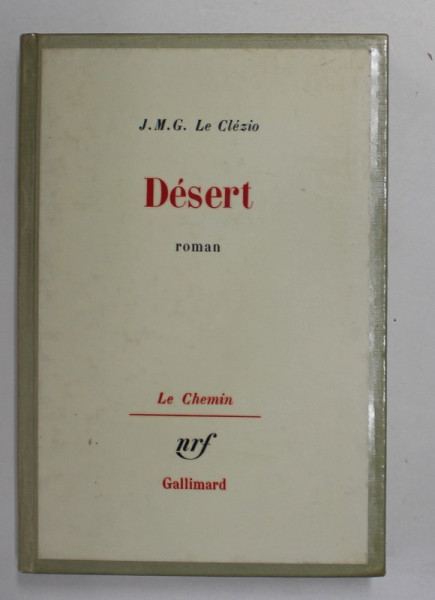 J.M.G. Le Clézio
Désert
roman
Le Chemin
nrf
Gallimard